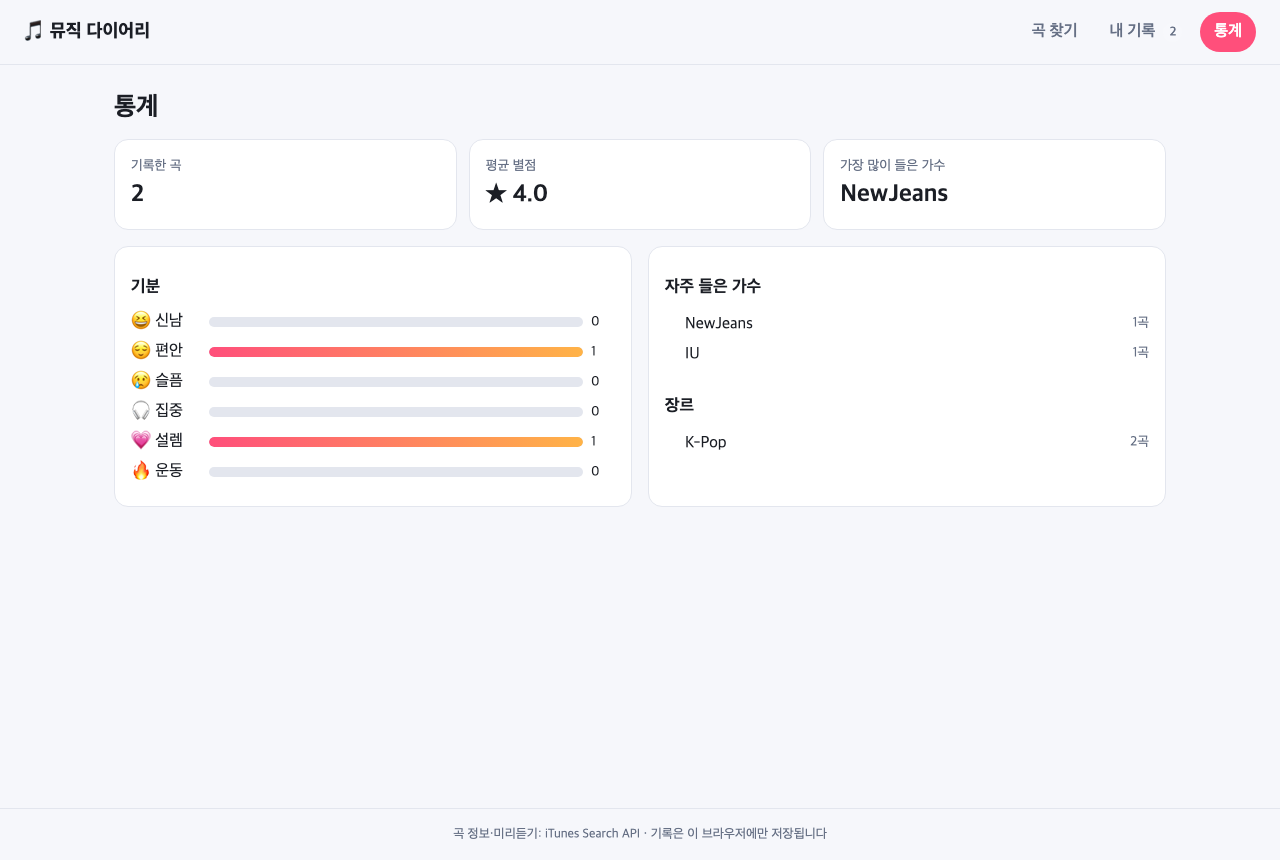 뮤직 다이어리
곡 찾기 내 기록 2 통계
통계
기록한 곡
2
평균 별점
★ 4.0
가장 많이 들은 가수
NewJeans
기분
신남 0
편안 1
슬픔 0
집중 0
설렘 1
운동 0
자주 들은 가수
NewJeans 1곡
IU 1곡
장르
K-Pop 2곡
곡 정보·미리듣기: iTunes Search API · 기록은 이 브라우저에만 저장됩니다